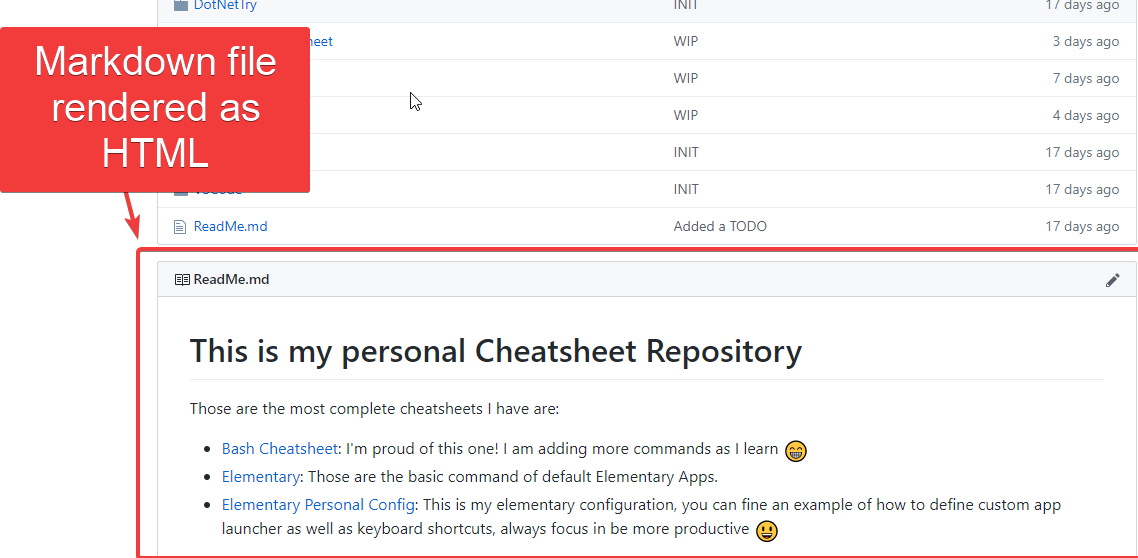 DotNetTry INIT 17 days ago
heet WIP 3 days ago
WIP 7 days ago
WIP 4 days ago
INIT 17 days ago
INIT 17 days ago
ReadMe.md Added a TODO 17 days ago
Markdown file
rendered as
HTML
ReadMe.md
This is my personal Cheatsheet Repository
Those are the most complete cheatsheets I have are:
Bash Cheatsheet: I'm proud of this one! I am adding more commands as I learn 😁
Elementary: Those are the basic command of default Elementary Apps.
Elementary Personal Config: This is my elementary configuration, you can fine an example of how to define custom app
launcher as well as keyboard shortcuts, always focus in be more productive 😃